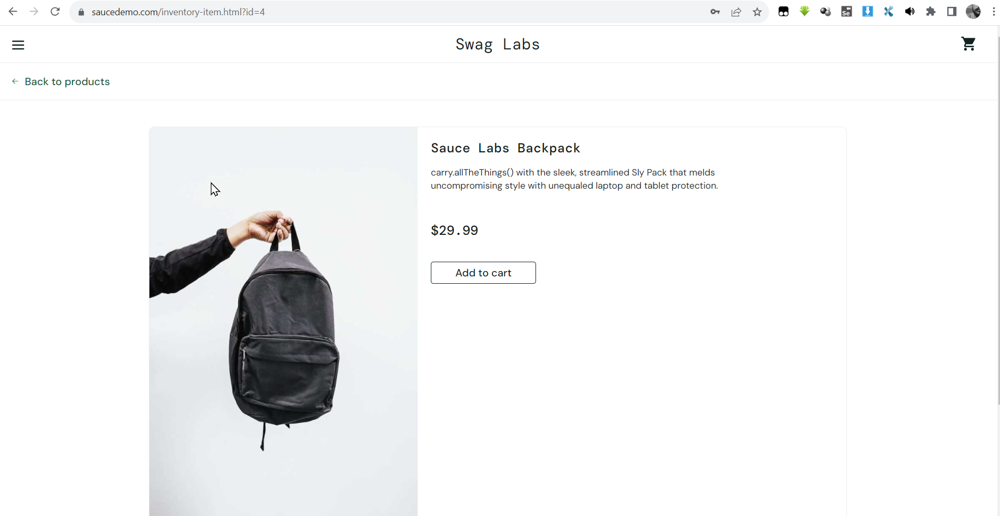 saucedemo.com/inventory-item.html?id=4
Se
Swag Labs
Back to products
Sauce Labs Backpack
carry.allTheThings() with the sleek, streamlined Sly Pack that melds
uncompromising style with unequaled laptop and tablet protection.
$29.99
Add to cart